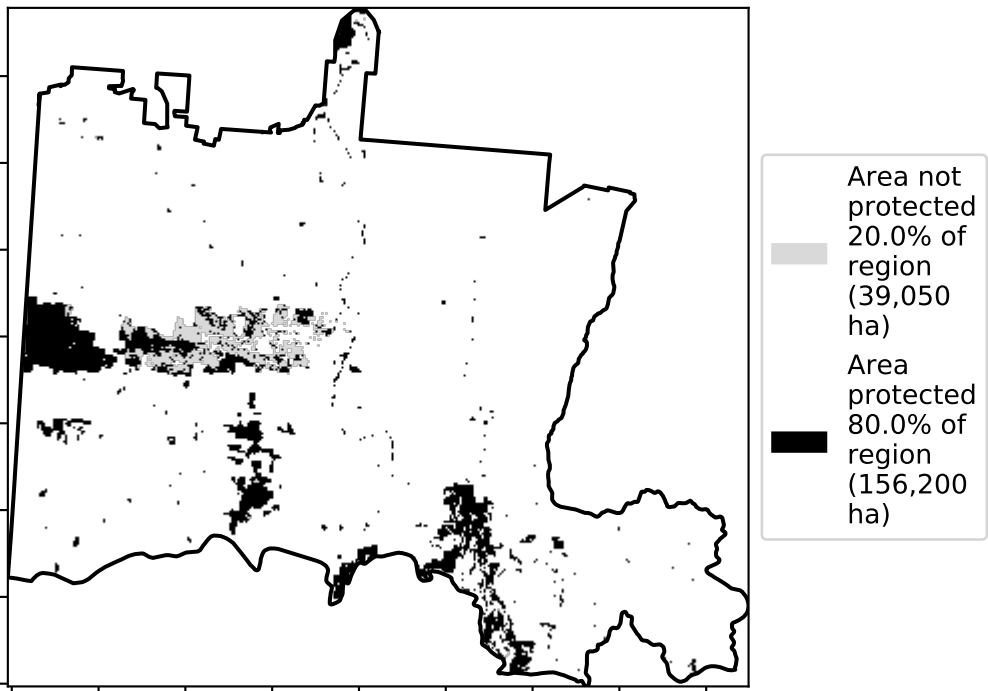 Area not
protected
20.0% of
region
(39,050
ha)
Area
protected
80.0% of
region
(156,200
ha)